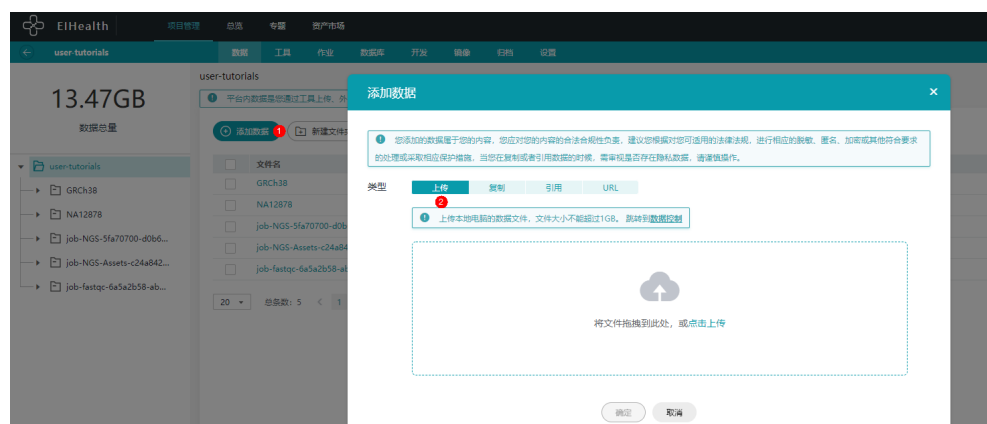 EIHealth 项目管理 总览 专题 资产市场
user-tutorials 数据 工具 作业 数据库 开发 镜像 归档 设置
13.47GB
数据总量
user-tutorials
GRCh38
NA12878
job-NGS-5fa70700-d0b6...
job-NGS-Assets-c24a842...
job-fastqc-6a5a2b58-ab...
user-tutorials
平台内数据是您通过工具上传，外
添加数据 1 新建文件
文件名
GRCh38
NA12878
job-NGS-5fa70700-d0b
job-NGS-Assets-c24a84
job-fastqc-6a5a2b58-a
20 总条数: 5 < 1
添加数据 ×
您添加的数据属于您的内容，您应对您的内容的合法合规性负责，建议您根据对您可适用的法律法规，进行相应的脱敏、匿名、加密或其他符合要求
的处理或采取相应保护措施，当您在复制或者引用数据的时候，需审视是否存在隐私数据，请谨慎操作。
类型 上传 复制 引用 URL
2
上传本地电脑的数据文件，文件大小不能超过1GB。 跳转到数据控制
将文件拖拽到此处，或点击上传
确定 取消